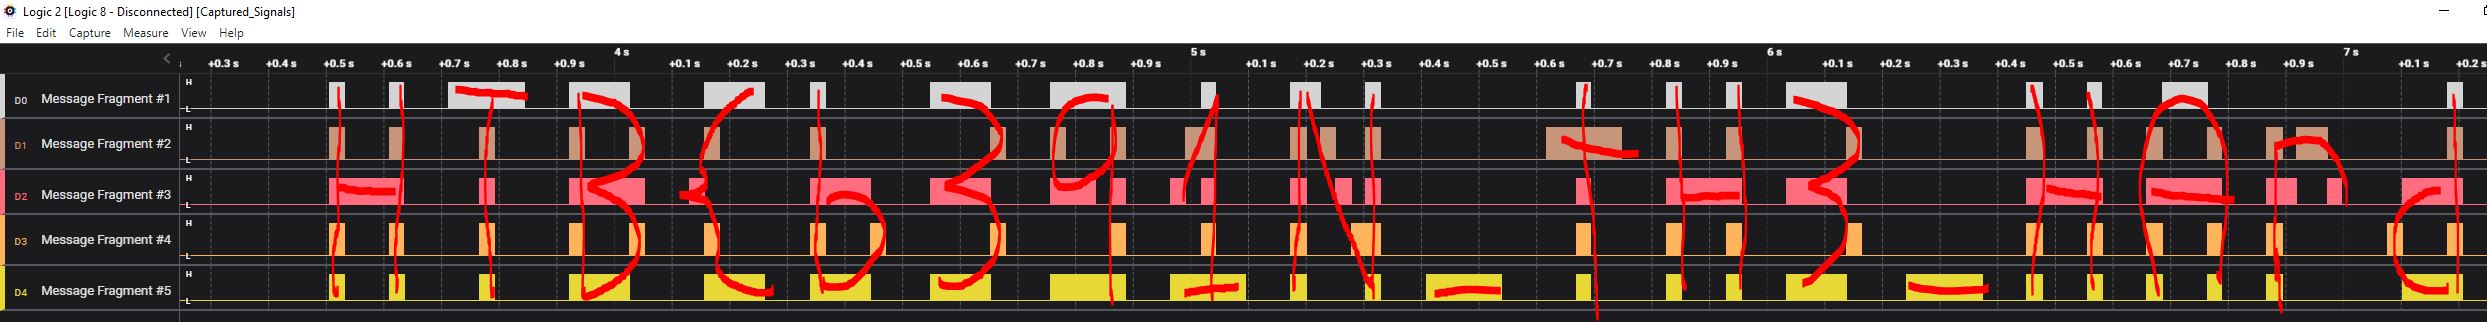 Logic 2 [Logic 8 - Disconnected] [Captured_Signals]
File Edit Capture Measure View Help
4 s 5 s 6 s 7 s
+0.3 s +0.4 s +0.5 s +0.6 s +0.7 s +0.8 s +0.9 s +0.1 s +0.2 s +0.3 s +0.4 s +0.5 s +0.6 s +0.7 s +0.8 s +0.9 s +0.1 s +0.2 s +0.3 s +0.4 s +0.5 s +0.6 s +0.7 s +0.8 s +0.9 s +0.1 s +0.2 s +0.3 s +0.4 s +0.5 s +0.6 s +0.7 s +0.8 s +0.9 s +0.1 s +0.2 s
D0 Message Fragment #1 H L
D1 Message Fragment #2 H L
D2 Message Fragment #3 H L
D3 Message Fragment #4 H L
D4 Message Fragment #5 H L
HTB{b391N_tH3_HArd